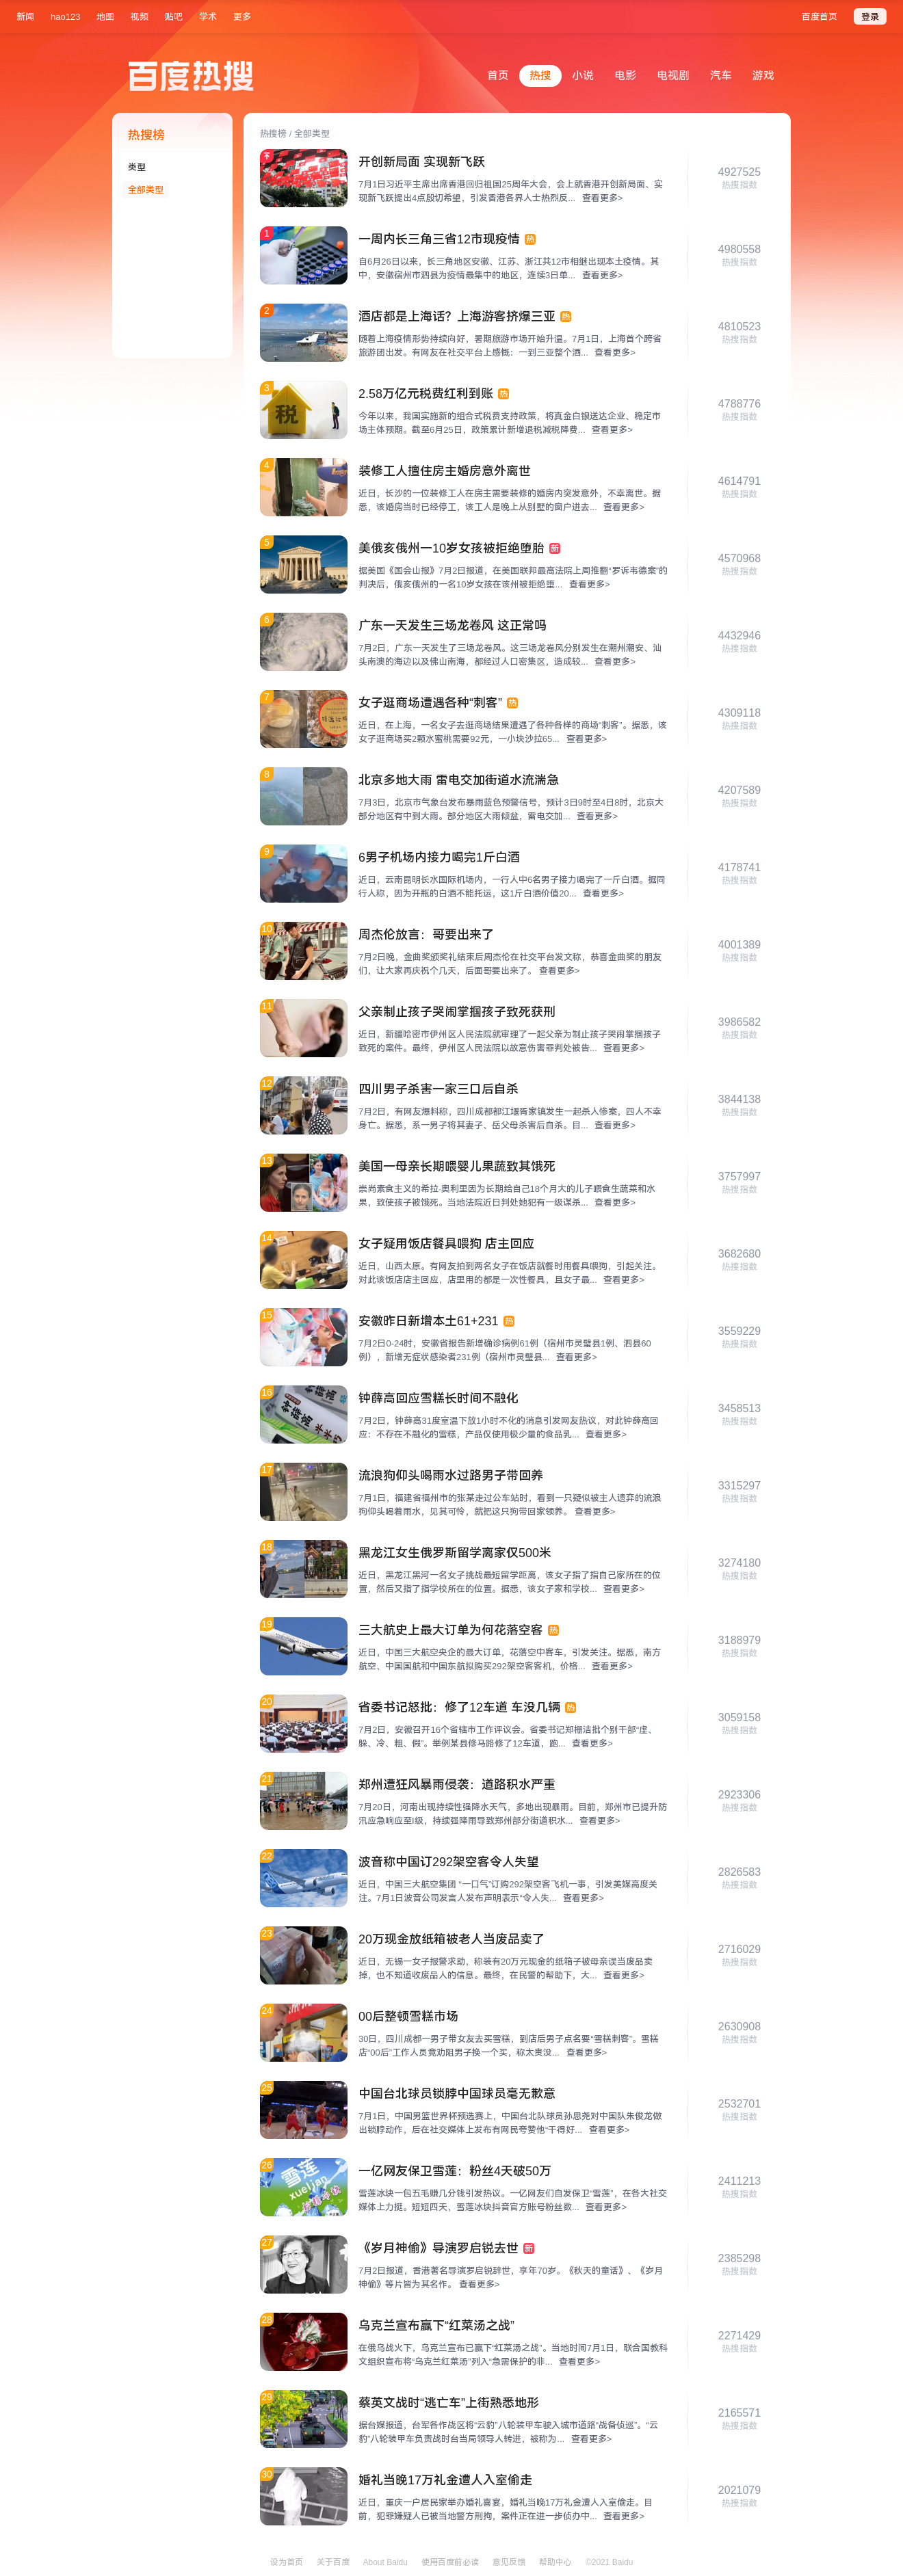 新闻 hao123 地图 视频 贴吧 学术 更多 百度首页 登录
百度热搜
首页 热搜 小说 电影 电视剧 汽车 游戏
热搜榜
类型
全部类型
热搜榜 / 全部类型
开创新局面 实现新飞跃
7月1日习近平主席出席香港回归祖国25周年大会，会上就香港开创新局面、实
现新飞跃提出4点殷切希望，引发香港各界人士热烈反... 查看更多>
4927525
热搜指数
1
一周内长三角三省12市现疫情 热
自6月26日以来，长三角地区安徽、江苏、浙江共12市相继出现本土疫情。其
中，安徽宿州市泗县为疫情最集中的地区，连续3日单... 查看更多>
4980558
热搜指数
2
酒店都是上海话？上海游客挤爆三亚 热
随着上海疫情形势持续向好，暑期旅游市场开始升温。7月1日，上海首个跨省
旅游团出发。有网友在社交平台上感慨：一到三亚整个酒... 查看更多>
4810523
热搜指数
3
2.58万亿元税费红利到账 热
今年以来，我国实施新的组合式税费支持政策，将真金白银送达企业、稳定市
场主体预期。截至6月25日，政策累计新增退税减税降费... 查看更多>
4788776
热搜指数
4
装修工人擅住房主婚房意外离世
近日，长沙的一位装修工人在房主需要装修的婚房内突发意外，不幸离世。据
悉，该婚房当时已经停工，该工人是晚上从别墅的窗户进去... 查看更多>
4614791
热搜指数
5
美俄亥俄州一10岁女孩被拒绝堕胎 新
据美国《国会山报》7月2日报道，在美国联邦最高法院上周推翻“罗诉韦德案”的
判决后，俄亥俄州的一名10岁女孩在该州被拒绝堕... 查看更多>
4570968
热搜指数
6
广东一天发生三场龙卷风 这正常吗
7月2日，广东一天发生了三场龙卷风。这三场龙卷风分别发生在潮州潮安、汕
头南澳的海边以及佛山南海，都经过人口密集区，造成较... 查看更多>
4432946
热搜指数
7
女子逛商场遭遇各种“刺客” 热
近日，在上海，一名女子去逛商场结果遭遇了各种各样的商场“刺客”。据悉，该
女子逛商场买2颗水蜜桃需要92元，一小块沙拉65... 查看更多>
4309118
热搜指数
8
北京多地大雨 雷电交加街道水流湍急
7月3日，北京市气象台发布暴雨蓝色预警信号，预计3日9时至4日8时，北京大
部分地区有中到大雨。部分地区大雨倾盆，雷电交加... 查看更多>
4207589
热搜指数
9
6男子机场内接力喝完1斤白酒
近日，云南昆明长水国际机场内，一行人中6名男子接力喝完了一斤白酒。据同
行人称，因为开瓶的白酒不能托运，这1斤白酒价值20... 查看更多>
4178741
热搜指数
10
周杰伦放言：哥要出来了
7月2日晚，金曲奖颁奖礼结束后周杰伦在社交平台发文称，恭喜金曲奖的朋友
们，让大家再庆祝个几天，后面哥要出来了。 查看更多>
4001389
热搜指数
11
父亲制止孩子哭闹掌掴孩子致死获刑
近日，新疆哈密市伊州区人民法院就审理了一起父亲为制止孩子哭闹掌掴孩子
致死的案件。最终，伊州区人民法院以故意伤害罪判处被告... 查看更多>
3986582
热搜指数
12
四川男子杀害一家三口后自杀
7月2日，有网友爆料称，四川成都都江堰胥家镇发生一起杀人惨案，四人不幸
身亡。据悉，系一男子将其妻子、岳父母杀害后自杀。目... 查看更多>
3844138
热搜指数
13
美国一母亲长期喂婴儿果蔬致其饿死
崇尚素食主义的希拉·奥利里因为长期给自己18个月大的儿子喂食生蔬菜和水
果，致使孩子被饿死。当地法院近日判处她犯有一级谋杀... 查看更多>
3757997
热搜指数
14
女子疑用饭店餐具喂狗 店主回应
近日，山西太原。有网友拍到两名女子在饭店就餐时用餐具喂狗，引起关注。
对此该饭店店主回应，店里用的都是一次性餐具，且女子最... 查看更多>
3682680
热搜指数
15
安徽昨日新增本土61+231 热
7月2日0-24时，安徽省报告新增确诊病例61例（宿州市灵璧县1例、泗县60
例），新增无症状感染者231例（宿州市灵璧县... 查看更多>
3559229
热搜指数
16
钟薛高回应雪糕长时间不融化
7月2日，钟薛高31度室温下放1小时不化的消息引发网友热议，对此钟薛高回
应：不存在不融化的雪糕，产品仅使用极少量的食品乳... 查看更多>
3458513
热搜指数
17
流浪狗仰头喝雨水过路男子带回养
7月1日，福建省福州市的张某走过公车站时，看到一只疑似被主人遗弃的流浪
狗仰头喝着雨水，见其可怜，就把这只狗带回家领养。 查看更多>
3315297
热搜指数
18
黑龙江女生俄罗斯留学离家仅500米
近日，黑龙江黑河一名女子挑战最短留学距离，该女子指了指自己家所在的位
置，然后又指了指学校所在的位置。据悉，该女子家和学校... 查看更多>
3274180
热搜指数
19
三大航史上最大订单为何花落空客 热
近日，中国三大航空央企的最大订单，花落空中客车，引发关注。据悉，南方
航空、中国国航和中国东航拟购买292架空客客机，价格... 查看更多>
3188979
热搜指数
20
省委书记怒批：修了12车道 车没几辆 热
7月2日，安徽召开16个省辖市工作评议会。省委书记郑栅洁批个别干部“虚、
躲、冷、粗、假”。举例某县修马路修了12车道，跑... 查看更多>
3059158
热搜指数
21
郑州遭狂风暴雨侵袭：道路积水严重
7月20日，河南出现持续性强降水天气，多地出现暴雨。目前，郑州市已提升防
汛应急响应至I级，持续强降雨导致郑州部分街道积水... 查看更多>
2923306
热搜指数
22
波音称中国订292架空客令人失望
近日，中国三大航空集团 “一口气”订购292架空客飞机一事，引发美媒高度关
注。7月1日波音公司发言人发布声明表示“令人失... 查看更多>
2826583
热搜指数
23
20万现金放纸箱被老人当废品卖了
近日，无锡一女子报警求助，称装有20万元现金的纸箱子被母亲误当废品卖
掉，也不知道收废品人的信息。最终，在民警的帮助下，大... 查看更多>
2716029
热搜指数
24
00后整顿雪糕市场
30日，四川成都一男子带女友去买雪糕，到店后男子点名要“雪糕刺客”。雪糕
店“00后”工作人员竟劝阻男子换一个买，称太贵没... 查看更多>
2630908
热搜指数
25
中国台北球员锁脖中国球员毫无歉意
7月1日，中国男篮世界杯预选赛上，中国台北队球员孙思尧对中国队朱俊龙做
出锁脖动作，后在社交媒体上发布有网民夸赞他“干得好... 查看更多>
2532701
热搜指数
26
一亿网友保卫雪莲：粉丝4天破50万
雪莲冰块一包五毛赚几分钱引发热议。一亿网友们自发保卫“雪莲”，在各大社交
媒体上力挺。短短四天，雪莲冰块抖音官方账号粉丝数... 查看更多>
2411213
热搜指数
27
《岁月神偷》导演罗启锐去世 新
7月2日报道，香港著名导演罗启锐辞世，享年70岁。《秋天的童话》、《岁月
神偷》等片皆为其名作。 查看更多>
2385298
热搜指数
28
乌克兰宣布赢下“红菜汤之战”
在俄乌战火下，乌克兰宣布已赢下“红菜汤之战”。当地时间7月1日，联合国教科
文组织宣布将“乌克兰红菜汤”列入“急需保护的非... 查看更多>
2271429
热搜指数
29
蔡英文战时“逃亡车”上街熟悉地形
据台媒报道，台军各作战区将“云豹”八轮装甲车驶入城市道路“战备侦巡”。“云
豹”八轮装甲车负责战时台当局领导人转进，被称为... 查看更多>
2165571
热搜指数
30
婚礼当晚17万礼金遭人入室偷走
近日，重庆一户居民家举办婚礼喜宴，婚礼当晚17万礼金遭人入室偷走。目
前，犯罪嫌疑人已被当地警方刑拘，案件正在进一步侦办中... 查看更多>
2021079
热搜指数
设为首页 关于百度 About Baidu 使用百度前必读 意见反馈 帮助中心 ©2021 Baidu